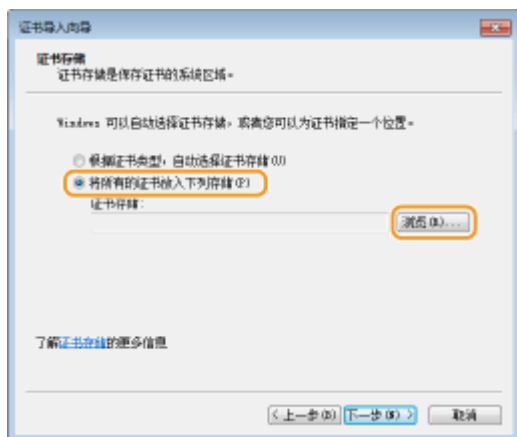 证书导入向导
证书存储
证书存储是保存证书的系统区域。
Windows 可以自动选择证书存储，或者您可以为证书指定一个位置。
根据证书类型，自动选择证书存储(U)
将所有的证书放入下列存储(P)
证书存储：
浏览(R)...
了解证书存储的更多信息
< 上一步(B) 下一步(N) > 取消